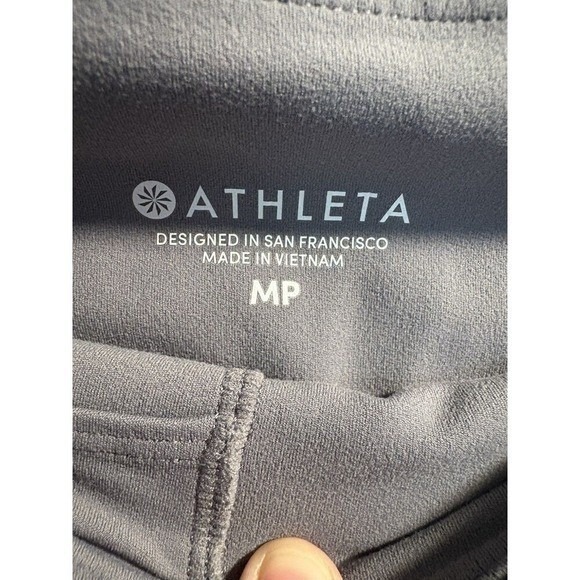 ATHLETA
DESIGNED IN SAN FRANCISCO
MADE IN VIETNAM
MP